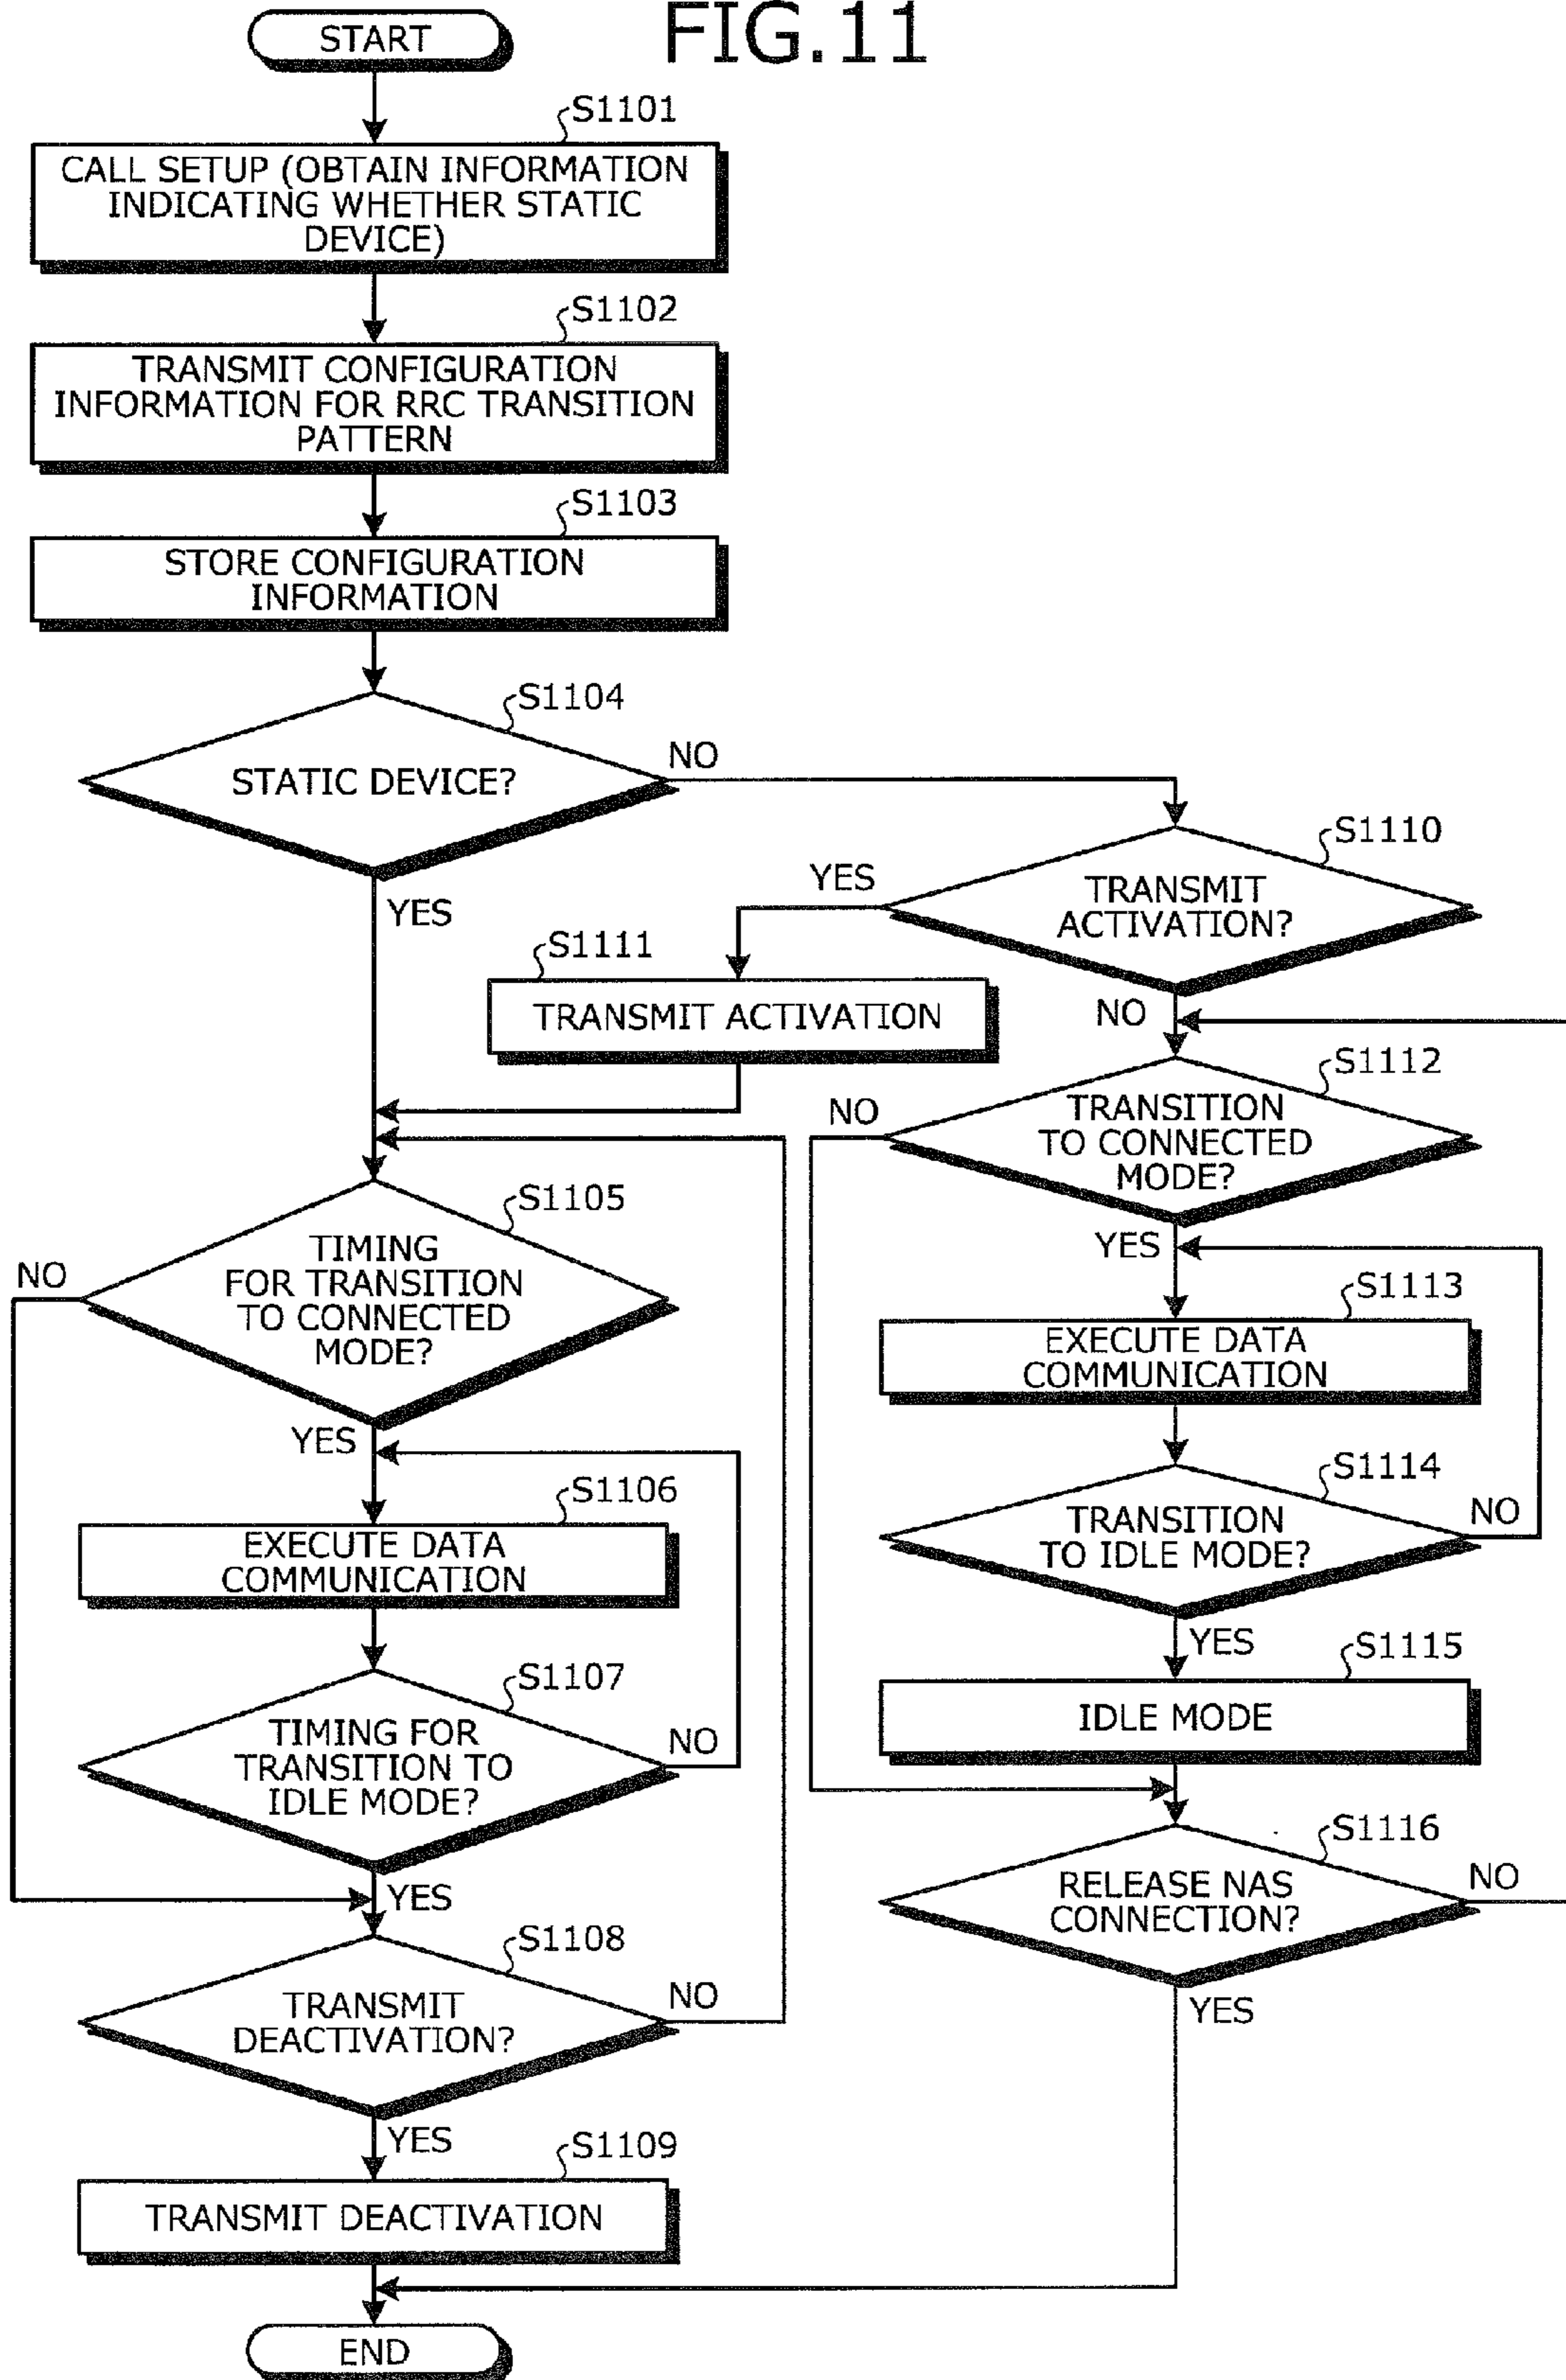 FIG.11
START
S1101
CALL SETUP (OBTAIN INFORMATION
INDICATING WHETHER STATIC
DEVICE)
S1102
TRANSMIT CONFIGURATION
INFORMATION FOR RRC TRANSITION
PATTERN
S1103
STORE CONFIGURATION
INFORMATION
S1104
STATIC DEVICE?
NO
YES
S1110
TRANSMIT
ACTIVATION?
YES
NO
S1111
TRANSMIT ACTIVATION
S1112
TRANSITION
TO CONNECTED
MODE?
NO
YES
S1105
TIMING
FOR TRANSITION
TO CONNECTED
MODE?
NO
YES
S1113
EXECUTE DATA
COMMUNICATION
S1106
EXECUTE DATA
COMMUNICATION
S1114
TRANSITION
TO IDLE MODE?
NO
YES
S1107
TIMING FOR
TRANSITION TO
IDLE MODE?
NO
YES
S1115
IDLE MODE
S1116
RELEASE NAS
CONNECTION?
NO
YES
S1108
TRANSMIT
DEACTIVATION?
NO
YES
S1109
TRANSMIT DEACTIVATION
END